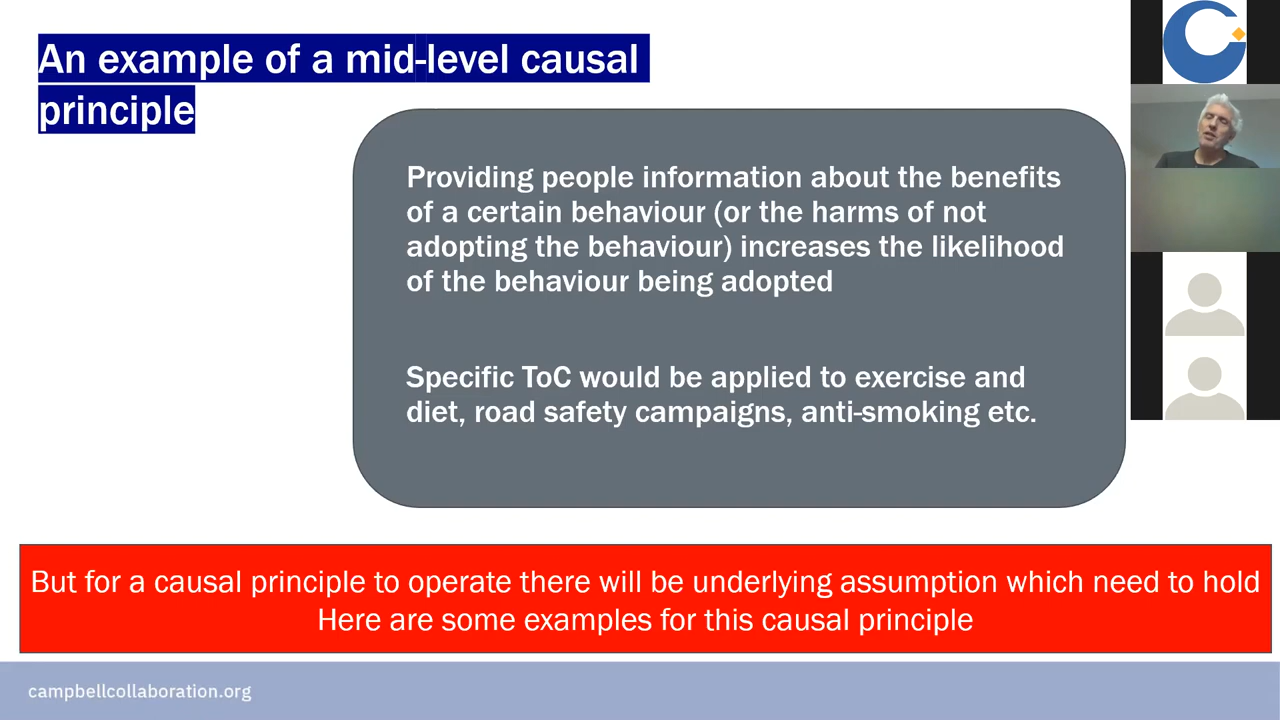 An example of a mid-level causal
principle
Providing people information about the benefits
of a certain behaviour (or the harms of not
adopting the behaviour) increases the likelihood
of the behaviour being adopted
Specific ToC would be applied to exercise and
diet, road safety campaigns, anti-smoking etc.
But for a causal principle to operate there will be underlying assumption which need to hold
Here are some examples for this causal principle
campbellcollaboration.org